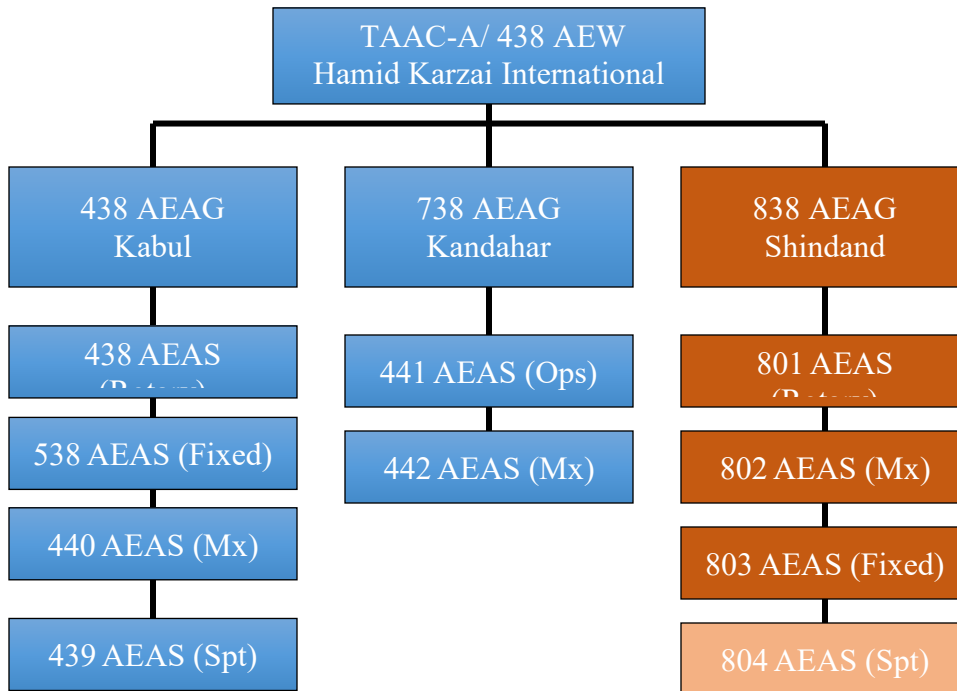 TAAC-A/ 438 AEW
Hamid Karzai International
438 AEAG
Kabul
738 AEAG
Kandahar
838 AEAG
Shindand
438 AEAS
538 AEAS (Fixed)
440 AEAS (Mx)
439 AEAS (Spt)
441 AEAS (Ops)
442 AEAS (Mx)
801 AEAS
802 AEAS (Mx)
803 AEAS (Fixed)
804 AEAS (Spt)